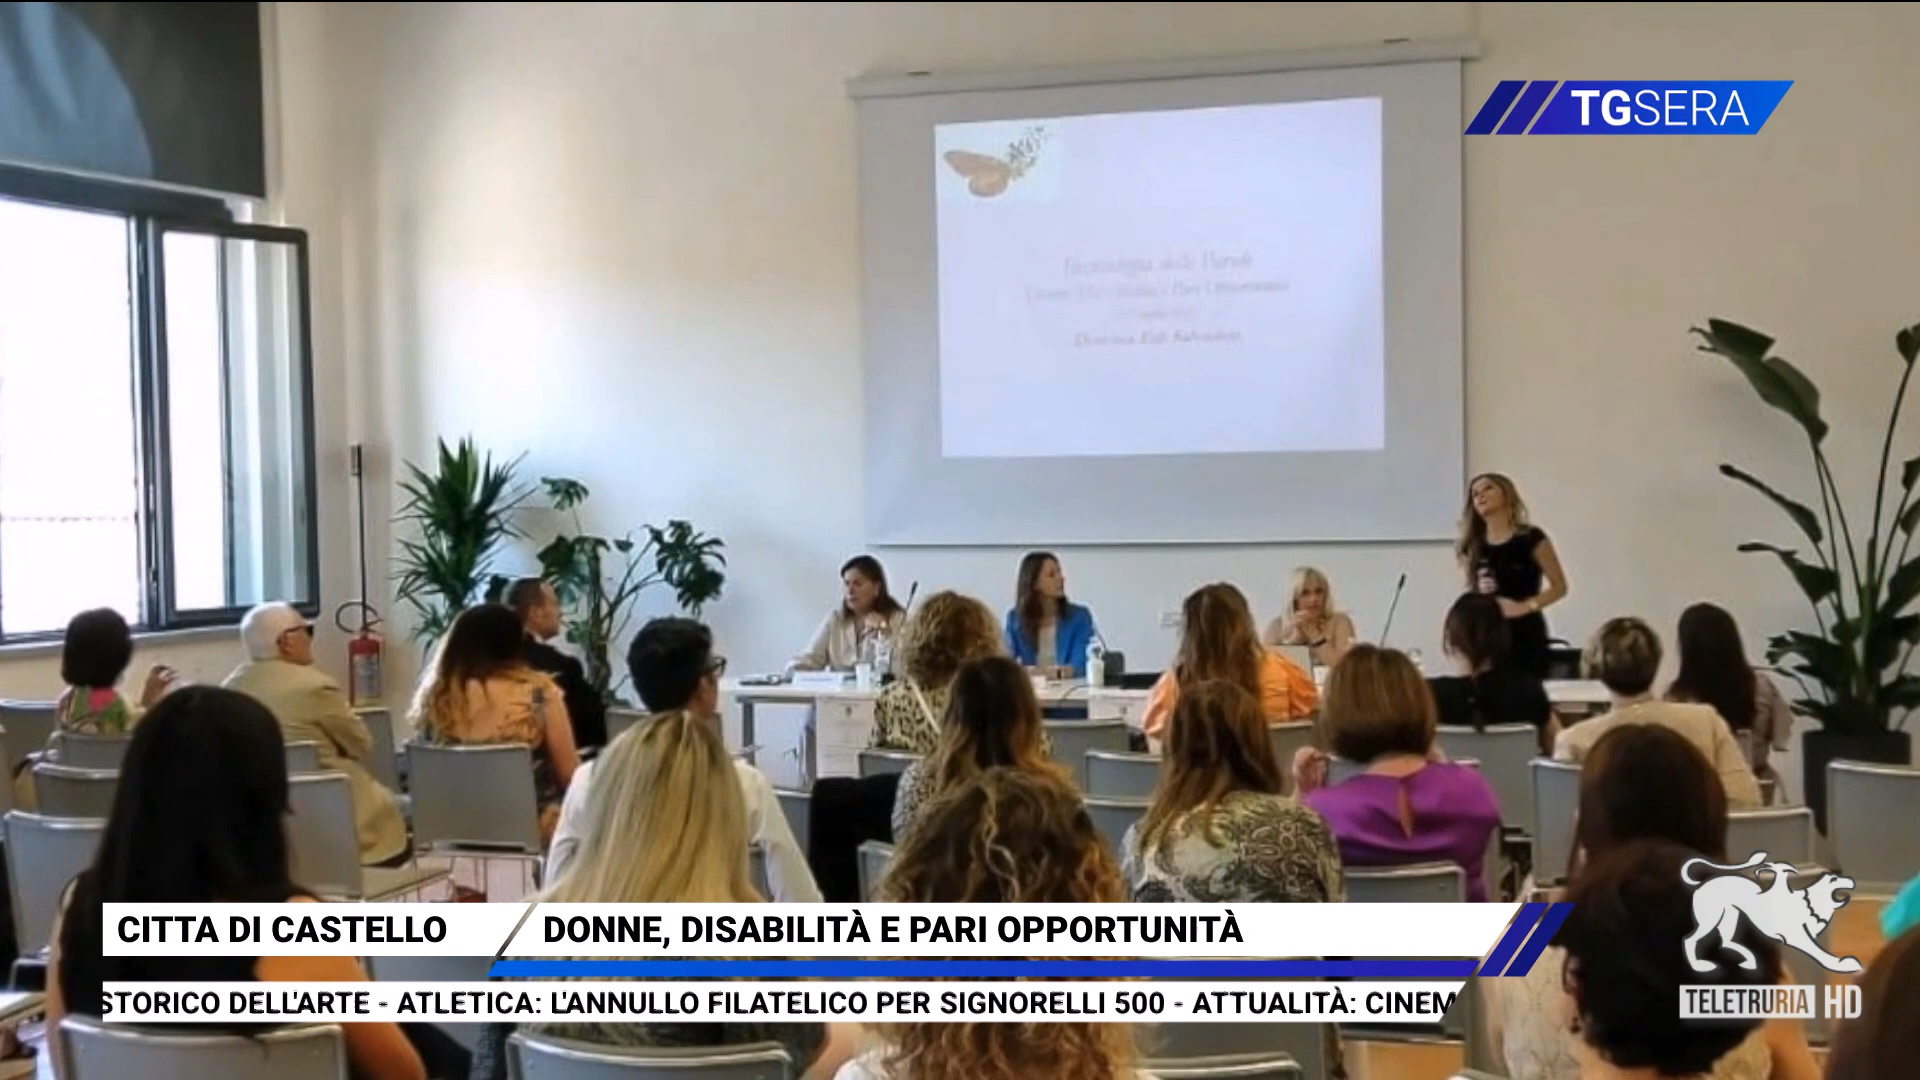 TGSERA
CITTA DI CASTELLO
DONNE, DISABILITÀ E PARI OPPORTUNITÀ
STORICO DELL'ARTE - ATLETICA: L'ANNULLO FILATELICO PER SIGNORELLI 500 - ATTUALITÀ: CINEM
TELETRURIA HD